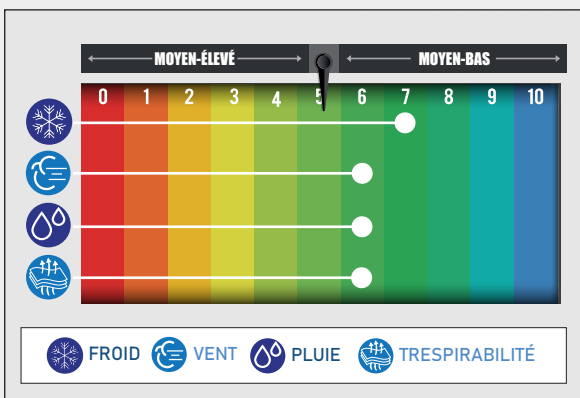 MOYEN-ÉLEVÉ MOYEN-BAS
0 1 2 3 4 5 6 7 8 9 10
FROID VENT PLUIE TRESPIRABILITÉ